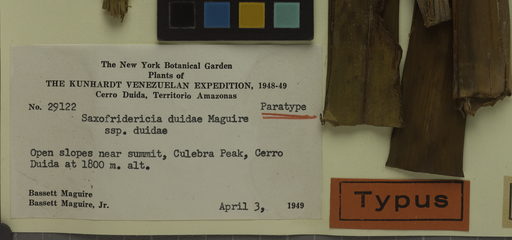 The New York Botanical Garden
Plants of
THE KUNHARDT VENEZUELAN EXPEDITION, 1948-49
Cerro Duida, Territorio Amazonas
No. 29122 Paratype
Saxofridericia duidae Maguire
ssp. duidae
Open slopes near summit, Culebra Peak, Cerro
Duida at 1800 m. alt.
Bassett Maguire
Bassett Maguire, Jr. April 3, 1949
Typus